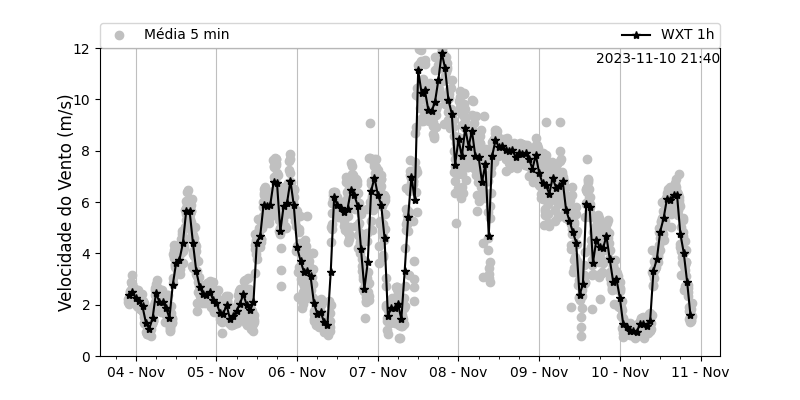 Média 5 min
WXT 1h
2023-11-10 21:40
Velocidade do Vento (m/s)
12
10
8
6
4
2
0
04 - Nov
05 - Nov
06 - Nov
07 - Nov
08 - Nov
09 - Nov
10 - Nov
11 - Nov